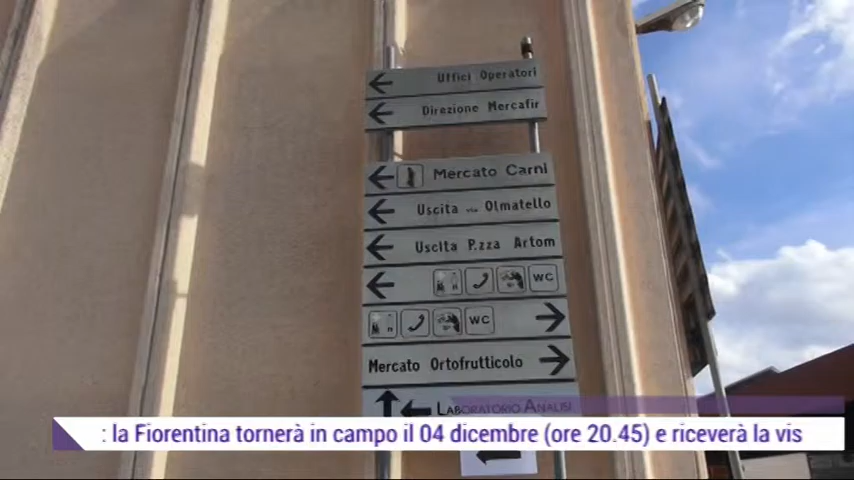 Uffici Operatori
Direzione Mercafir
Mercato Carni
Uscita via Olmatello
Uscita P.zza Artom
WC
WC
Mercato Ortofrutticolo
Laboratorio Analisi
: la Fiorentina tornerà in campo il 04 dicembre (ore 20.45) e riceverà la vis